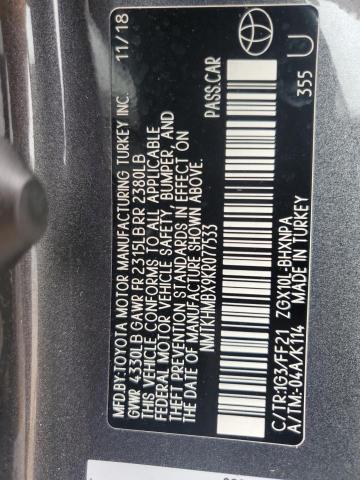 MFD.BY:TOYOTA MOTOR MANUFACTURING TURKEY INC. 11/18
GVWR 4330LB GAWR FR 2315LB RR 2380LB
THIS VEHICLE CONFORMS TO ALL APPLICABLE
FEDERAL MOTOR VEHICLE SAFETY, BUMPER, AND
THEFT PREVENTION STANDARDS IN EFFECT ON
THE DATE OF MANUFACTURE SHOWN ABOVE.
NMTKHMBX9KR077533 PASS.CAR
C/TR:1G3/FF21 ZGX10L-BHXNPA 355 U
A/TM:-04A/K114 MADE IN TURKEY